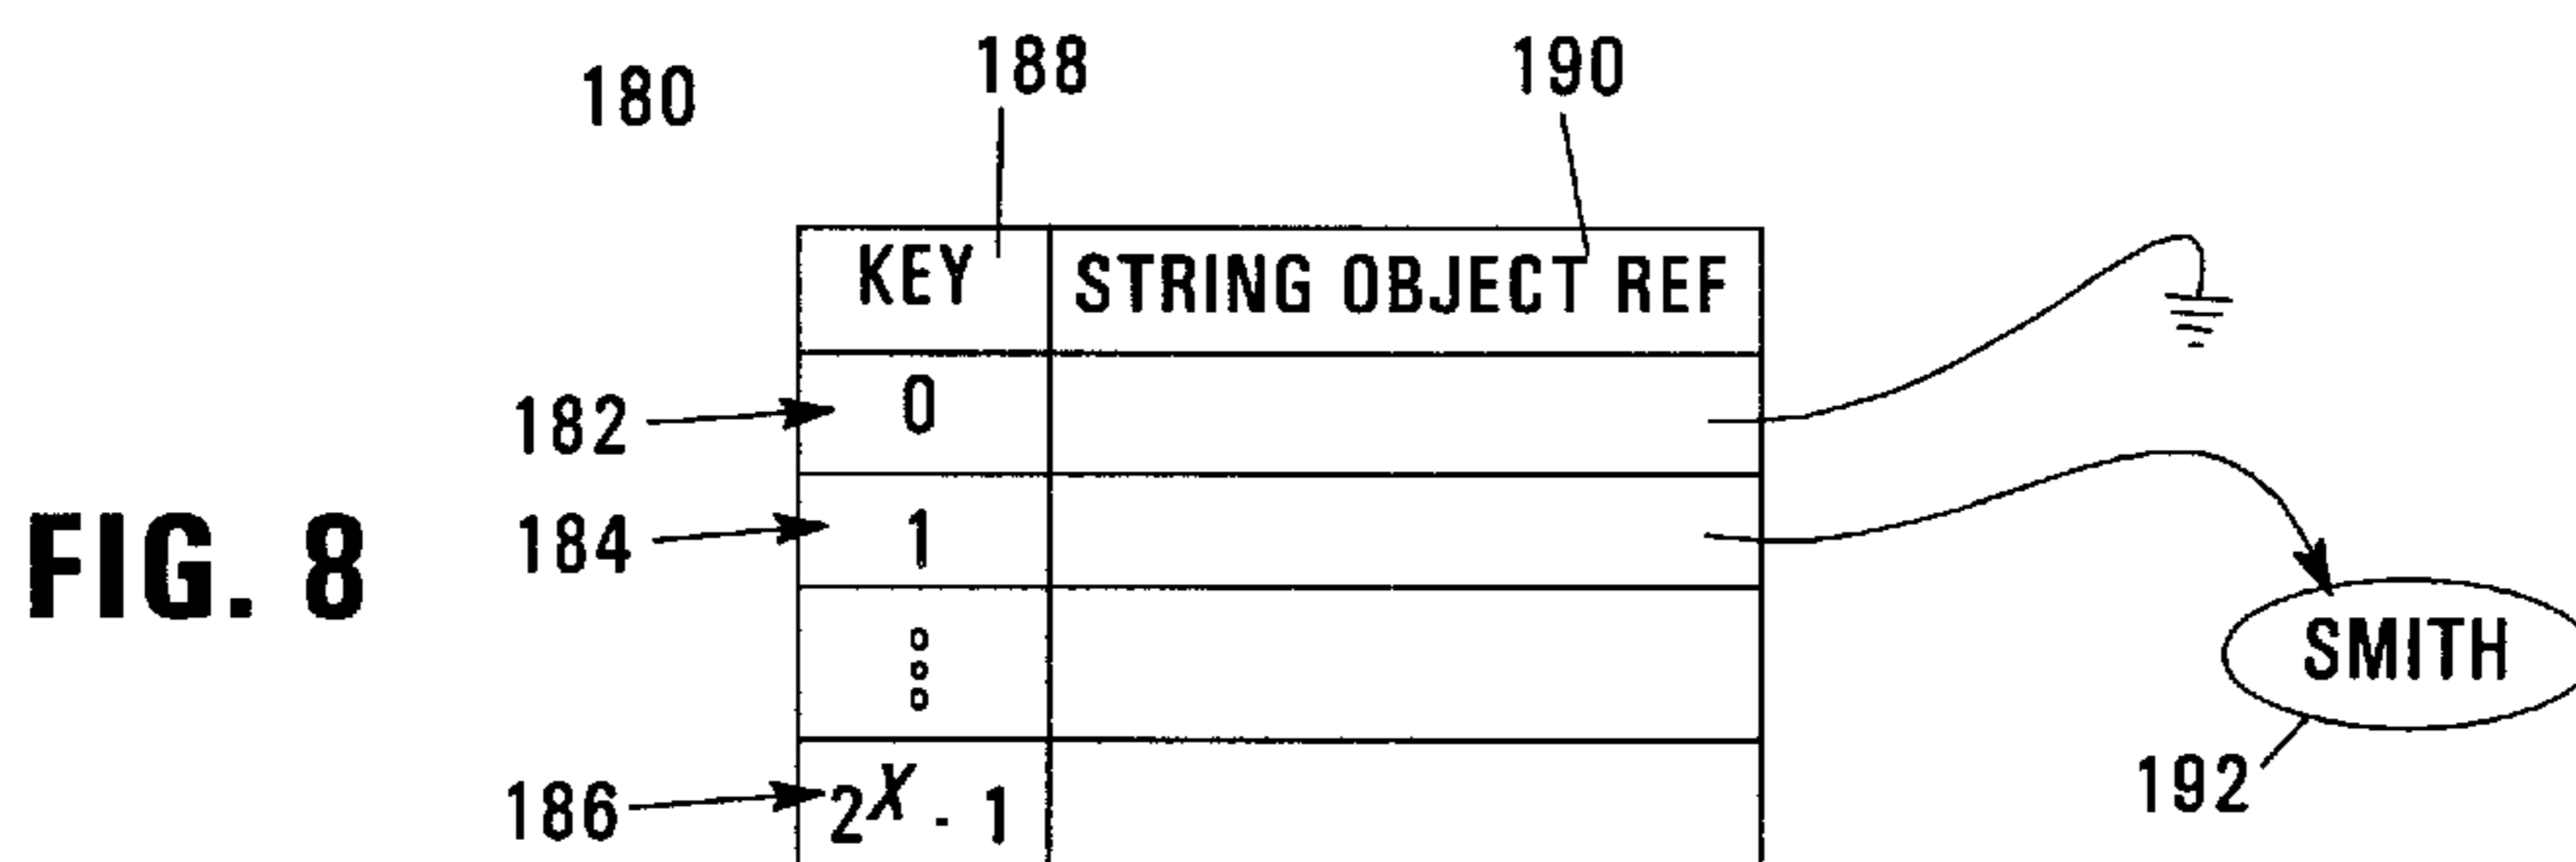 180
188
190
KEY
STRING OBJECT REF
182
0
FIG. 8
184
1
SMITH
192
186
2^X - 1